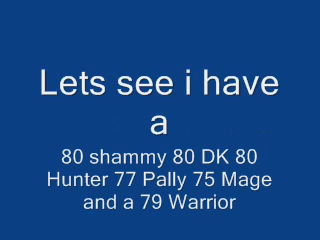 Lets see i have
a
80 shammy 80 DK 80
Hunter 77 Pally 75 Mage
and a 79 Warrior